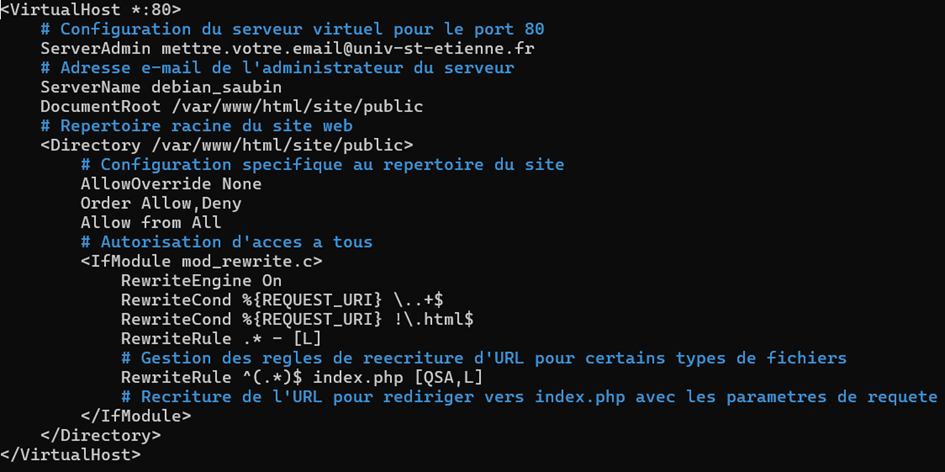 <VirtualHost *:80>
# Configuration du serveur virtuel pour le port 80
ServerAdmin mettre.votre.email@univ-st-etienne.fr
# Adresse e-mail de l'administrateur du serveur
ServerName debian_saubin
DocumentRoot /var/www/html/site/public
# Repertoire racine du site web
<Directory /var/www/html/site/public>
# Configuration specifique au repertoire du site
AllowOverride None
Order Allow,Deny
Allow from All
# Autorisation d'acces a tous
<IfModule mod_rewrite.c>
RewriteEngine On
RewriteCond %{REQUEST_URI} \..+$
RewriteCond %{REQUEST_URI} !\.html$
RewriteRule .* - [L]
# Gestion des regles de reecriture d'URL pour certains types de fichiers
RewriteRule ^(.*)$ index.php [QSA,L]
# Recriture de l'URL pour rediriger vers index.php avec les parametres de requete
</IfModule>
</Directory>
</VirtualHost>